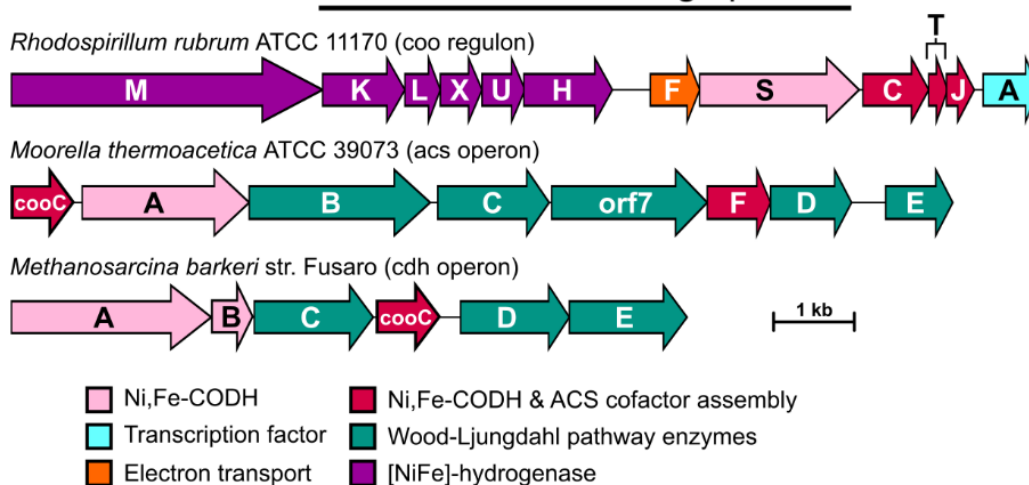 Rhodospirillum rubrum ATCC 11170 (coo regulon)
T
M K L X U H F S C J A
Moorella thermoacetica ATCC 39073 (acs operon)
cooC A B C orf7 F D E
Methanosarcina barkeri str. Fusaro (cdh operon)
A B C cooC D E
1 kb
Ni,Fe-CODH
Ni,Fe-CODH & ACS cofactor assembly
Transcription factor
Wood-Ljungdahl pathway enzymes
Electron transport
[NiFe]-hydrogenase